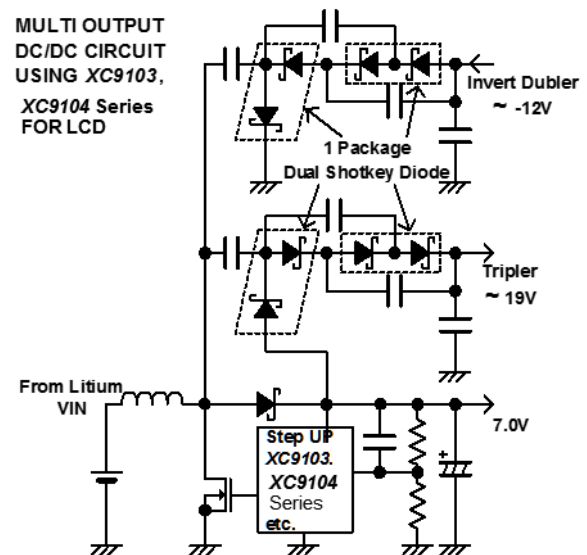 MULTI OUTPUT
DC/DC CIRCUIT
USING XC9103,
XC9104 Series
FOR LCD
Invert Dubler
~ -12V
1 Package
Dual Shotkey Diode
Tripler
~ 19V
From Litium
VIN
7.0V
Step UP
XC9103.
XC9104
Series
etc.
+